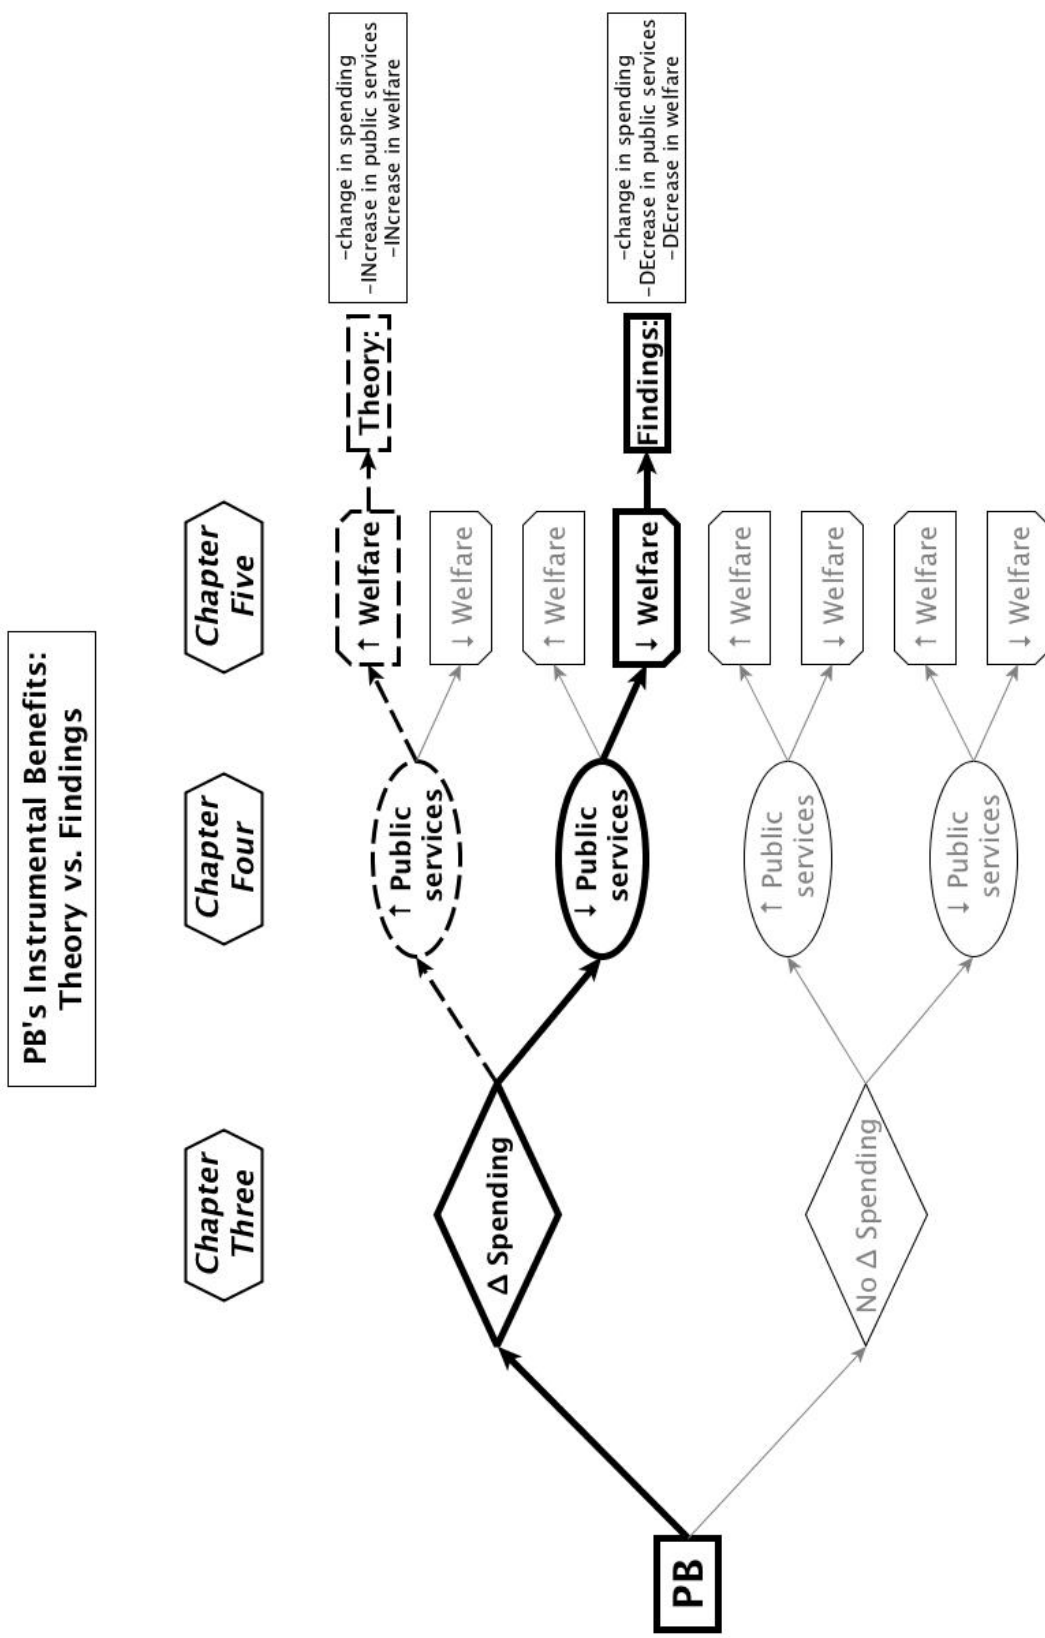 PB's Instrumental Benefits:
Theory vs. Findings
Chapter
Three
Chapter
Four
Chapter
Five
PB
Δ Spending
No Δ Spending
↑ Public
services
↓ Public
services
↑ Public
services
↓ Public
services
↑ Welfare
↓ Welfare
↑ Welfare
↓ Welfare
↑ Welfare
↓ Welfare
↑ Welfare
↓ Welfare
Theory:
-change in spending
-INcrease in public services
-INcrease in welfare
Findings:
-change in spending
-DEcrease in public services
-DEcrease in welfare